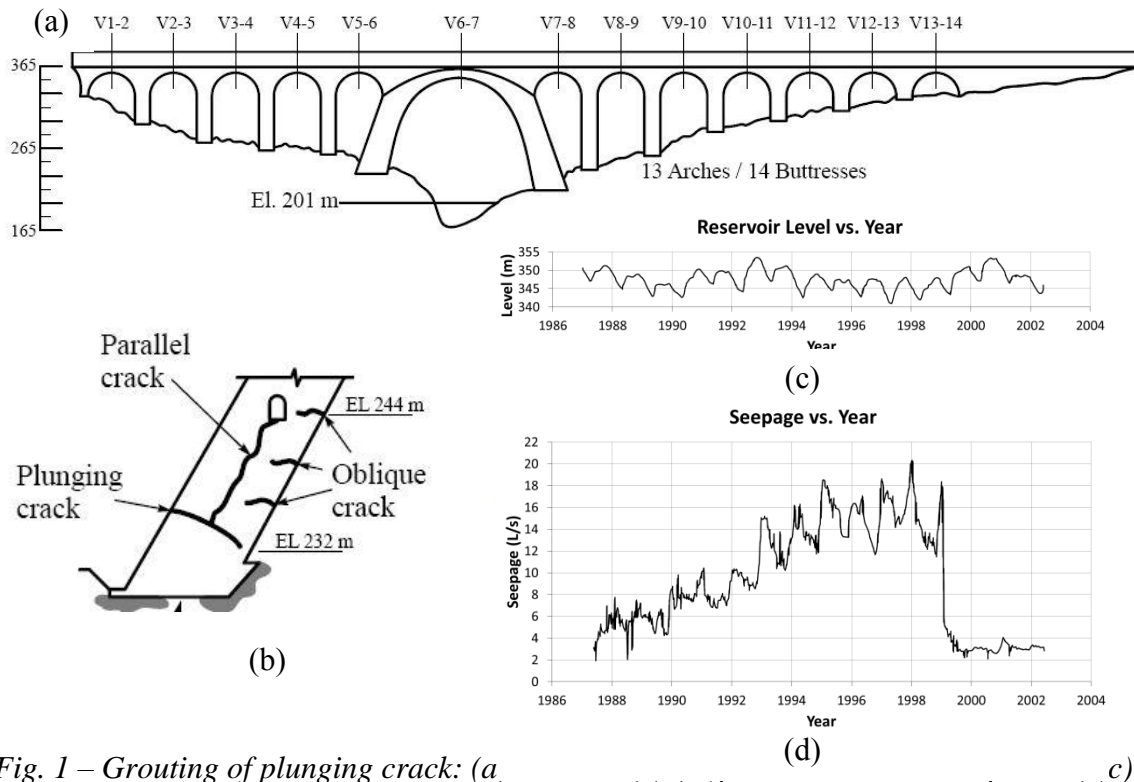 (a)
V1-2 V2-3 V3-4 V4-5 V5-6 V6-7 V7-8 V8-9 V9-10 V10-11 V11-12 V12-13 V13-14
365
265
165
El. 201 m
13 Arches / 14 Buttresses
Reservoir Level vs. Year
Level (m)
355
350
345
340
1986 1988 1990 1992 1994 1996 1998 2000 2002 2004
Year
(c)
Parallel
crack
EL 244 m
Plunging
crack
Oblique
crack
EL 232 m
(b)
Seepage vs. Year
Seepage (L/s)
22
20
18
16
14
12
10
8
6
4
2
0
1986 1988 1990 1992 1994 1996 1998 2000 2002 2004
Year
(d)
Fig. 1 – Grouting of plunging crack: (a
c)